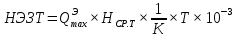 НЭЗТ = Q^Э_max × H_СР.Т × 1/K × T × 10^−3